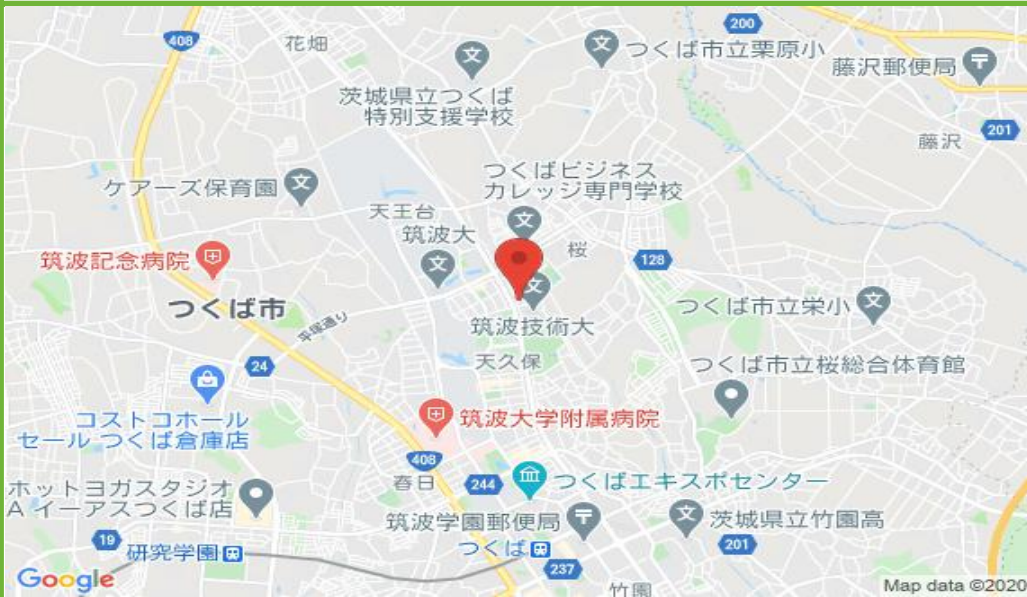 200
408
花畑
つくば市立栗原小
藤沢郵便局
茨城県立つくば
特別支援学校
201
藤沢
つくばビジネス
カレッジ専門学校
ケアーズ保育園
天王台
筑波大
桜
128
筑波記念病院
つくば市
つくば市立栄小
平塚通り
筑波技術大
天久保
24
つくば市立桜総合体育館
コストコホール
セール つくば倉庫店
筑波大学附属病院
408
春日
244
つくばエキスポセンター
ホットヨガスタジオ
A イーアスつくば店
筑波学園郵便局
茨城県立竹園高
19
研究学園
つくば
201
237
竹園
Google
Map data ©2020